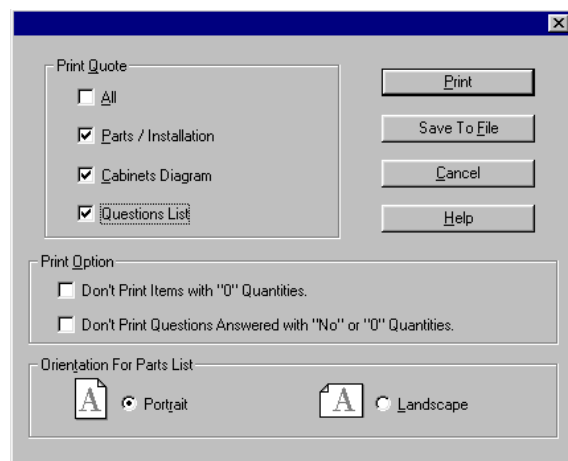 Print Quote
All
Parts / Installation
Cabinets Diagram
Questions List
Print
Save To File
Cancel
Help
Print Option
Don't Print Items with "0" Quantities.
Don't Print Questions Answered with "No" or "0" Quantities.
Orientation For Parts List
A Portrait
A Landscape